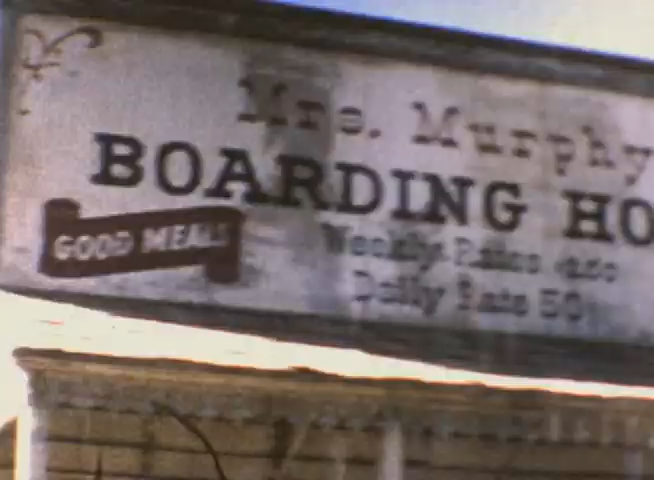 Mrs. Murphy
BOARDING HO
GOOD MEALS
Weekly Rates
Daily Rate 50